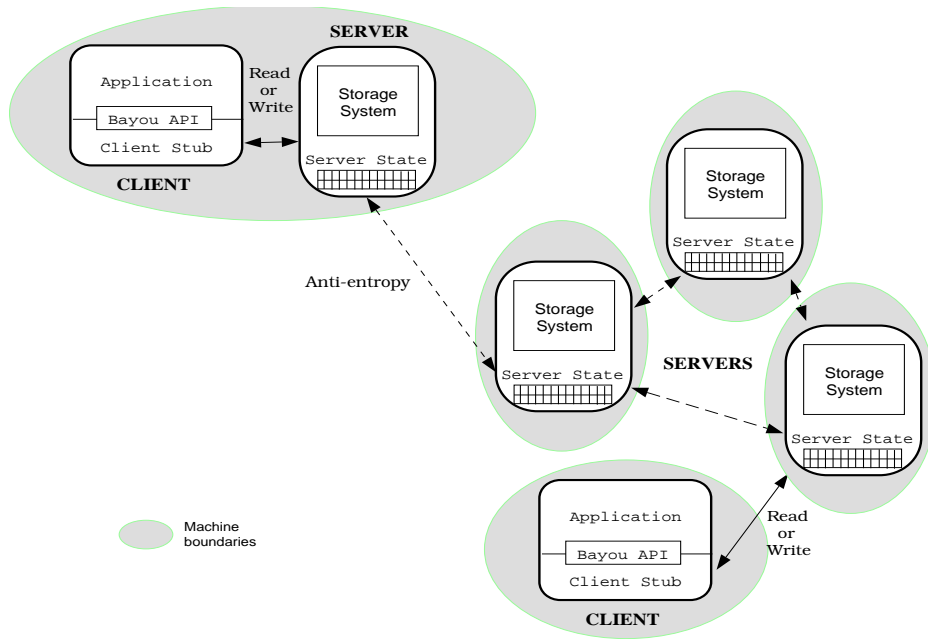 SERVER
Application
Bayou API
Client Stub
CLIENT
Read
or
Write
Storage
System
Server State
Anti-entropy
Storage
System
Server State
Storage
System
Server State
SERVERS
Storage
System
Server State
Machine
boundaries
Application
Bayou API
Client Stub
CLIENT
Read
or
Write